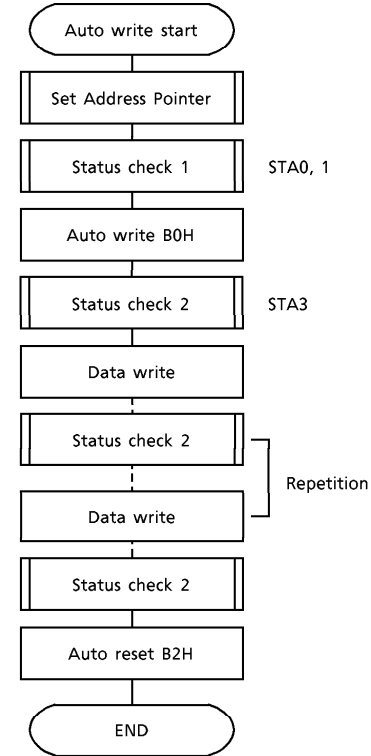 Auto write start
Set Address Pointer
Status check 1
STA0, 1
Auto write B0H
Status check 2
STA3
Data write
Status check 2
Repetition
Data write
Status check 2
Auto reset B2H
END